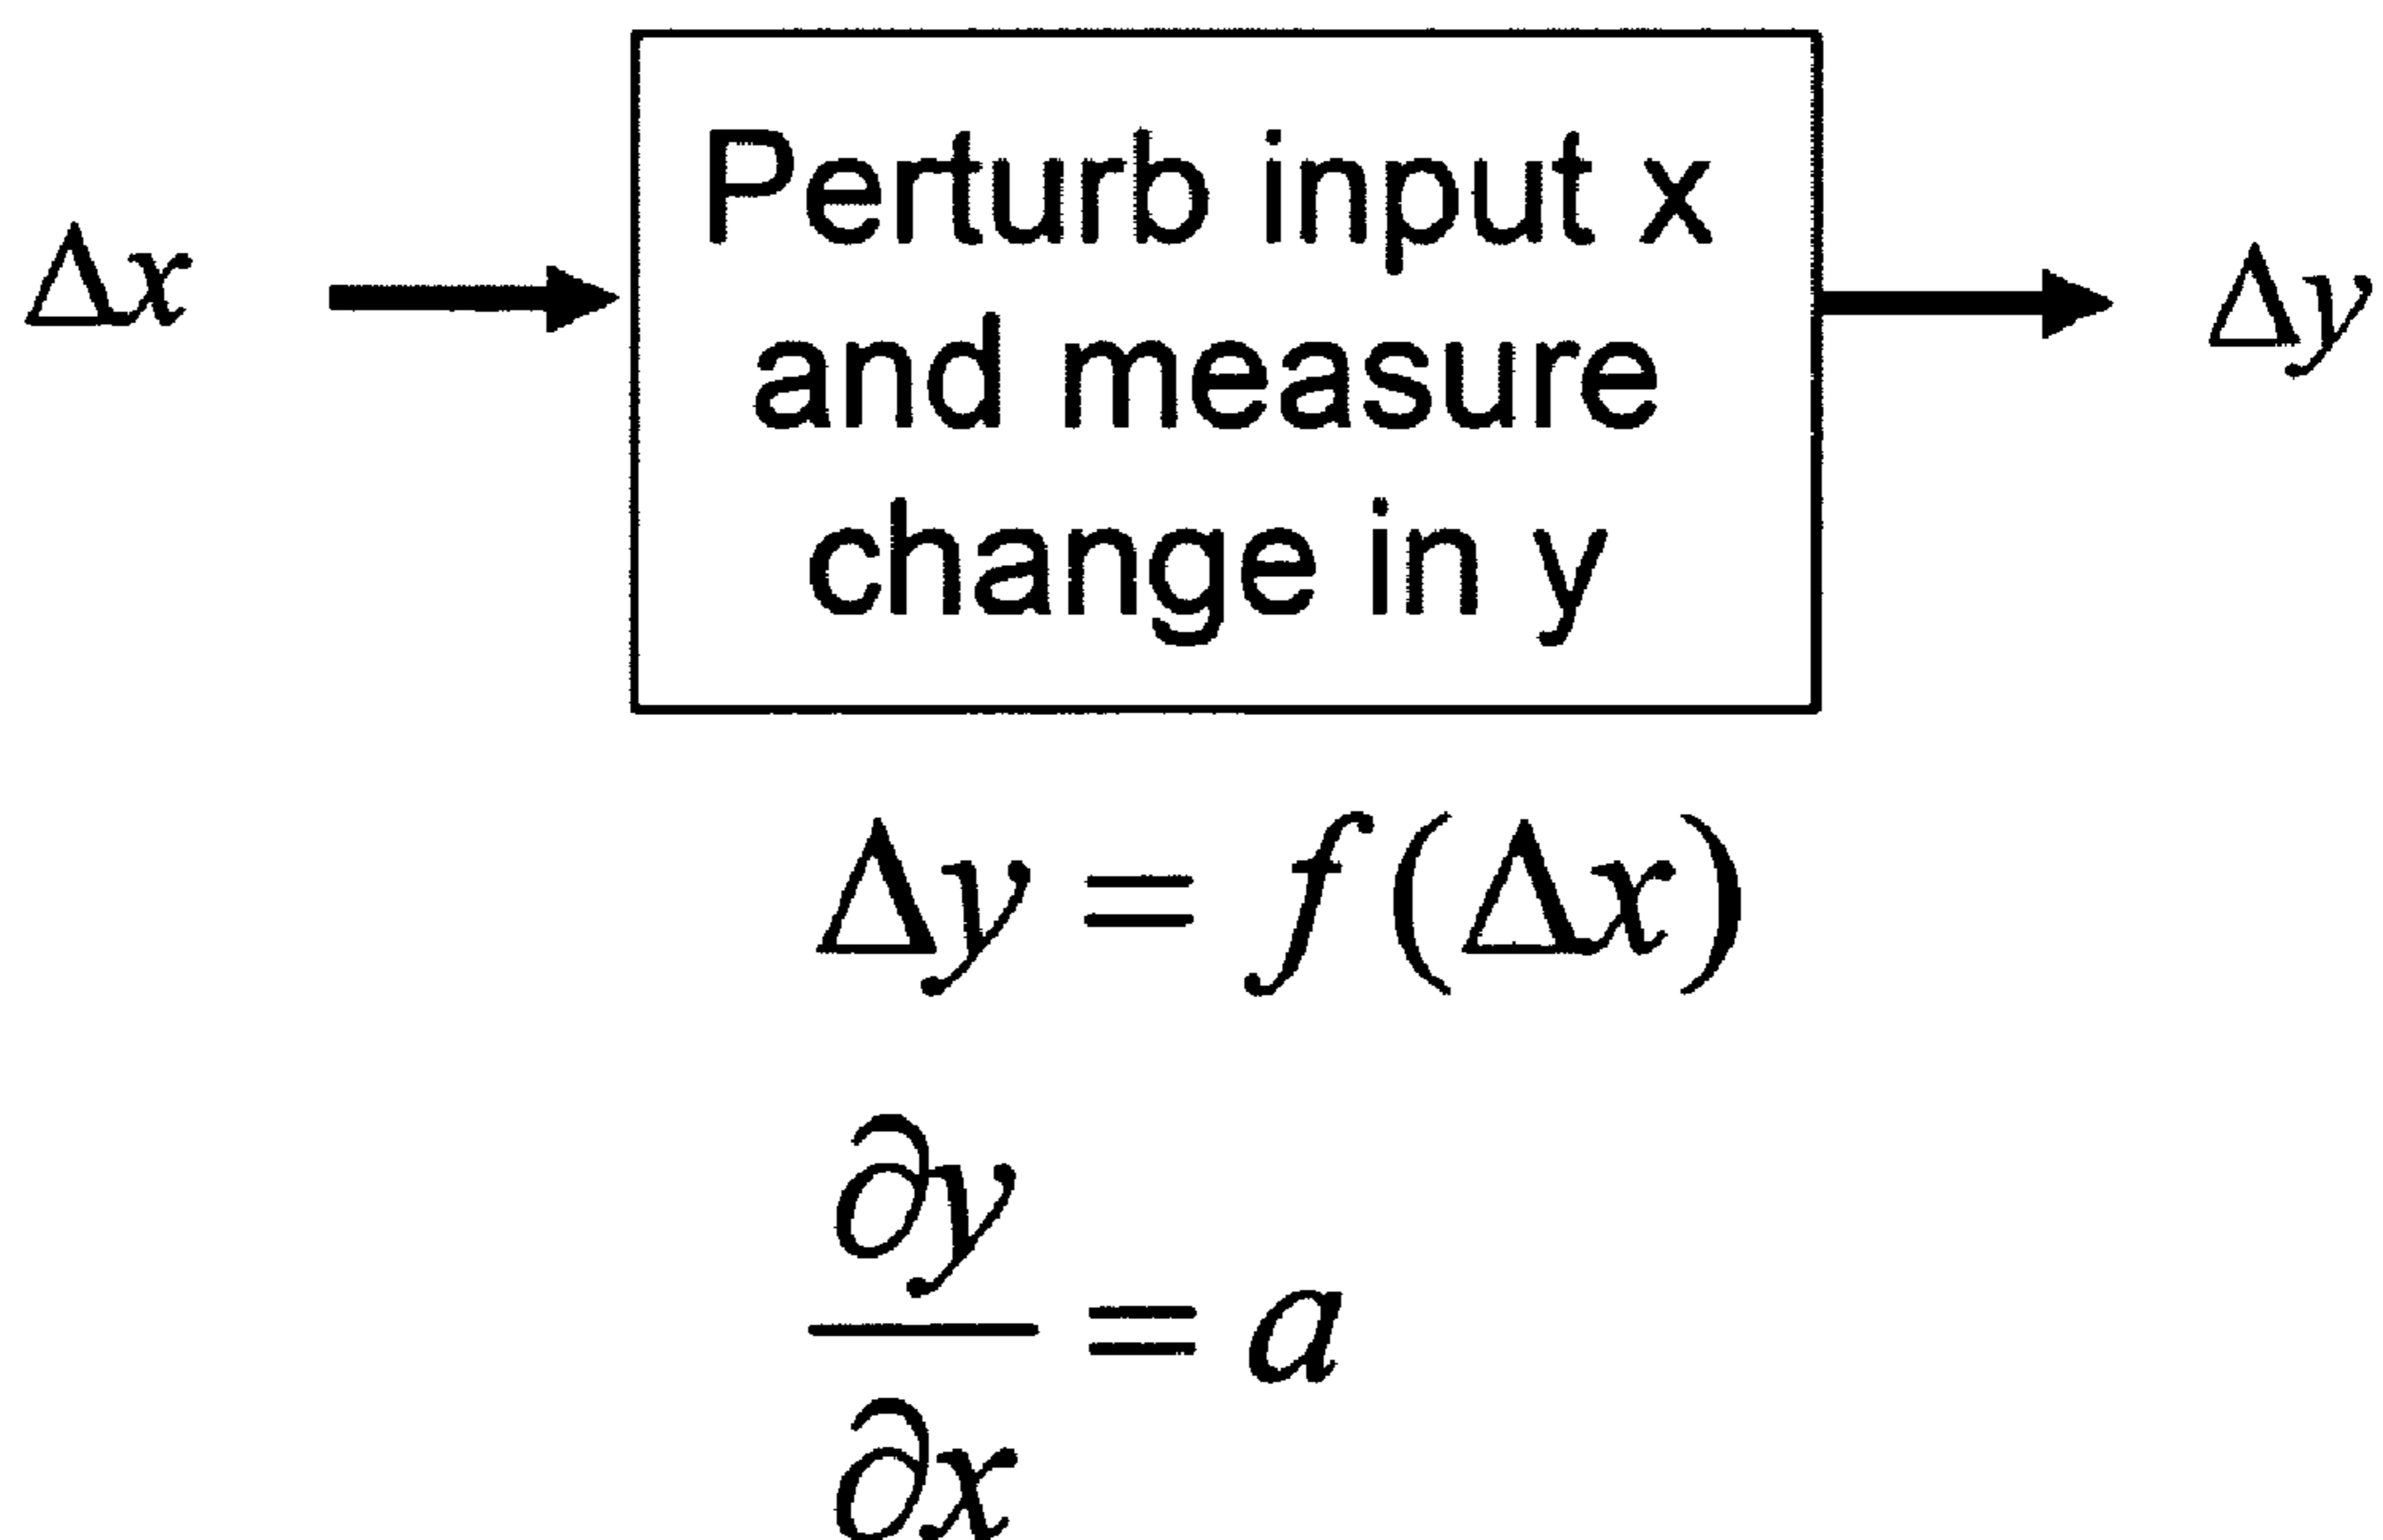 Δx
Perturb input x
and measure
change in y
Δy
Δy = f(Δx)
∂y
∂x
= a